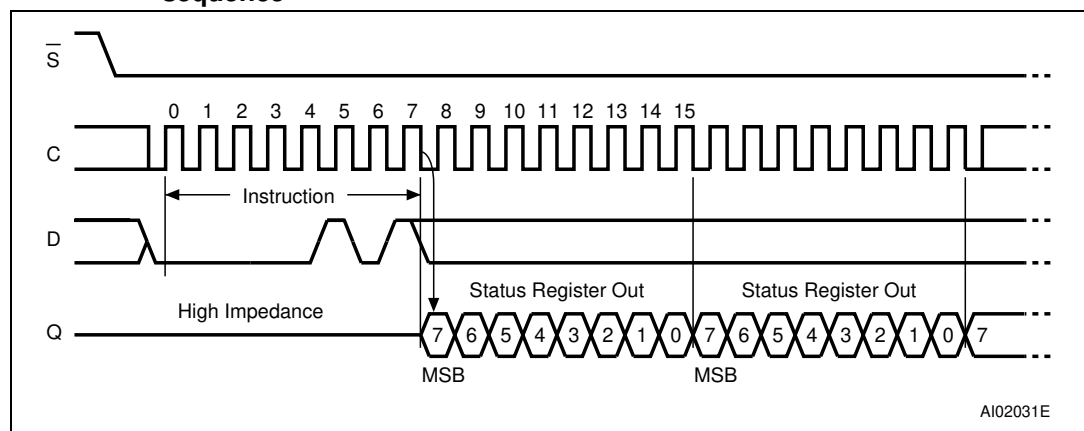 sequence
S
0 1 2 3 4 5 6 7 8 9 10 11 12 13 14 15
C
Instruction
D
Status Register Out Status Register Out
High Impedance
Q 7 6 5 4 3 2 1 0 7 6 5 4 3 2 1 0 7
MSB MSB
AI02031E